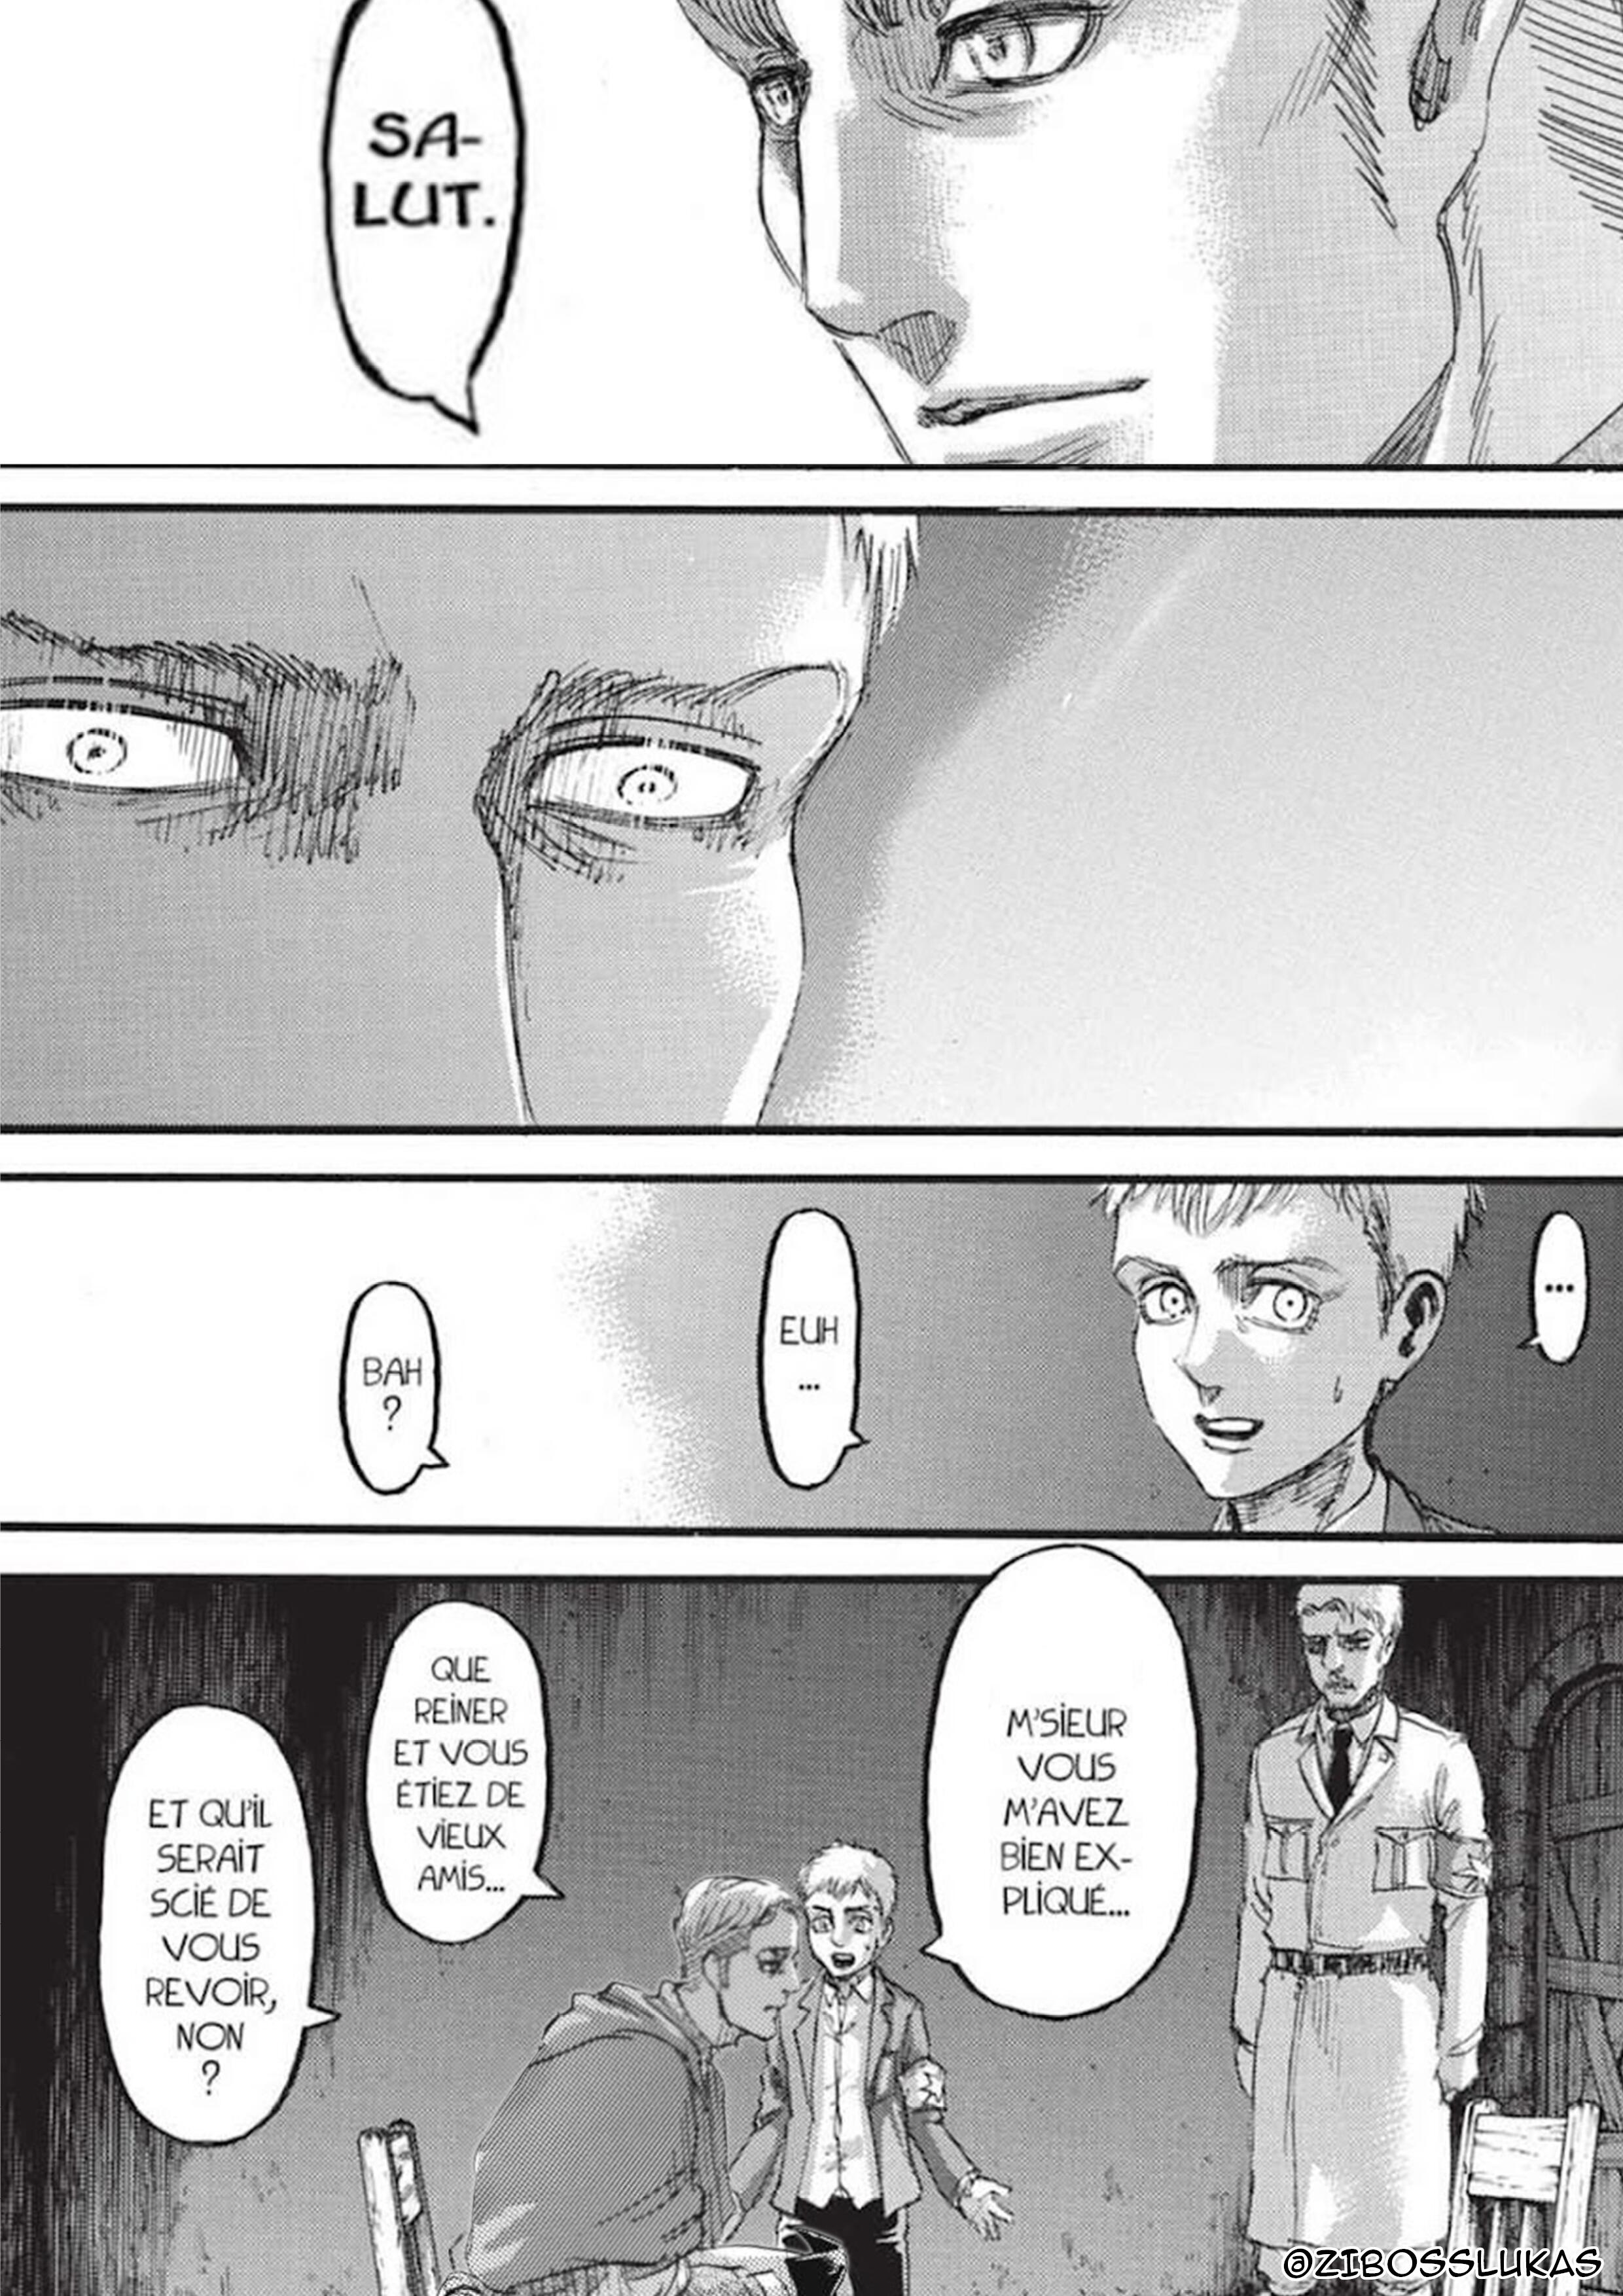 SA-
LUT.
...
EUH
...
BAH
?
M'SIEUR
VOUS
M'AVEZ
BIEN EX-
PLIQUÉ...
QUE
REINER
ET VOUS
ÉTIEZ DE
VIEUX
AMIS...
ET QU'IL
SERAIT
SCIÉ DE
VOUS
REVOIR,
NON
?
@ZIBOSSLUKAS